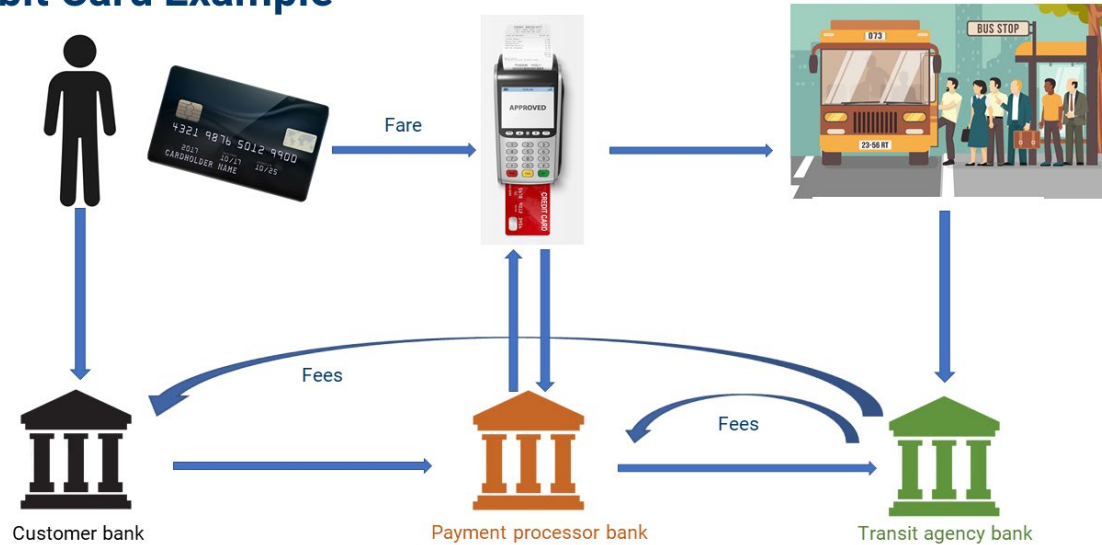 bit Card Example
073
BUS STOP
APPROVED
Fare
4321 9876 5012 9900
2017 10/17 10/25
CARDHOLDER NAME
23-56 RT
CREDIT CARD
Fees
Fees
Customer bank
Payment processor bank
Transit agency bank